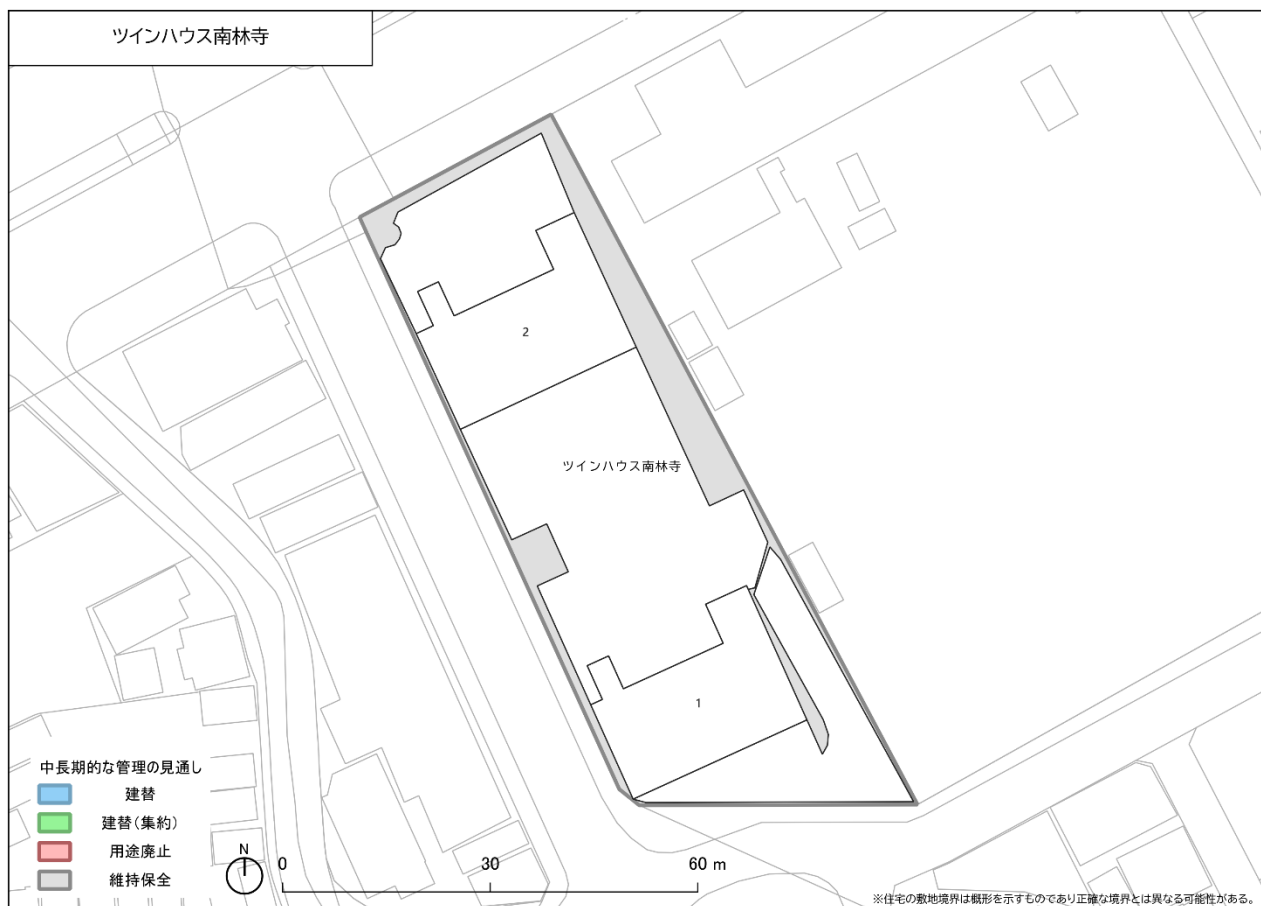 ツインハウス南林寺
2
ツインハウス南林寺
1
中長期的な管理の見通し
建替
建替(集約)
用途廃止
維持保全
N
0 30 60 m
※住宅の敷地境界は概形を示すものであり正確な境界とは異なる可能性がある。